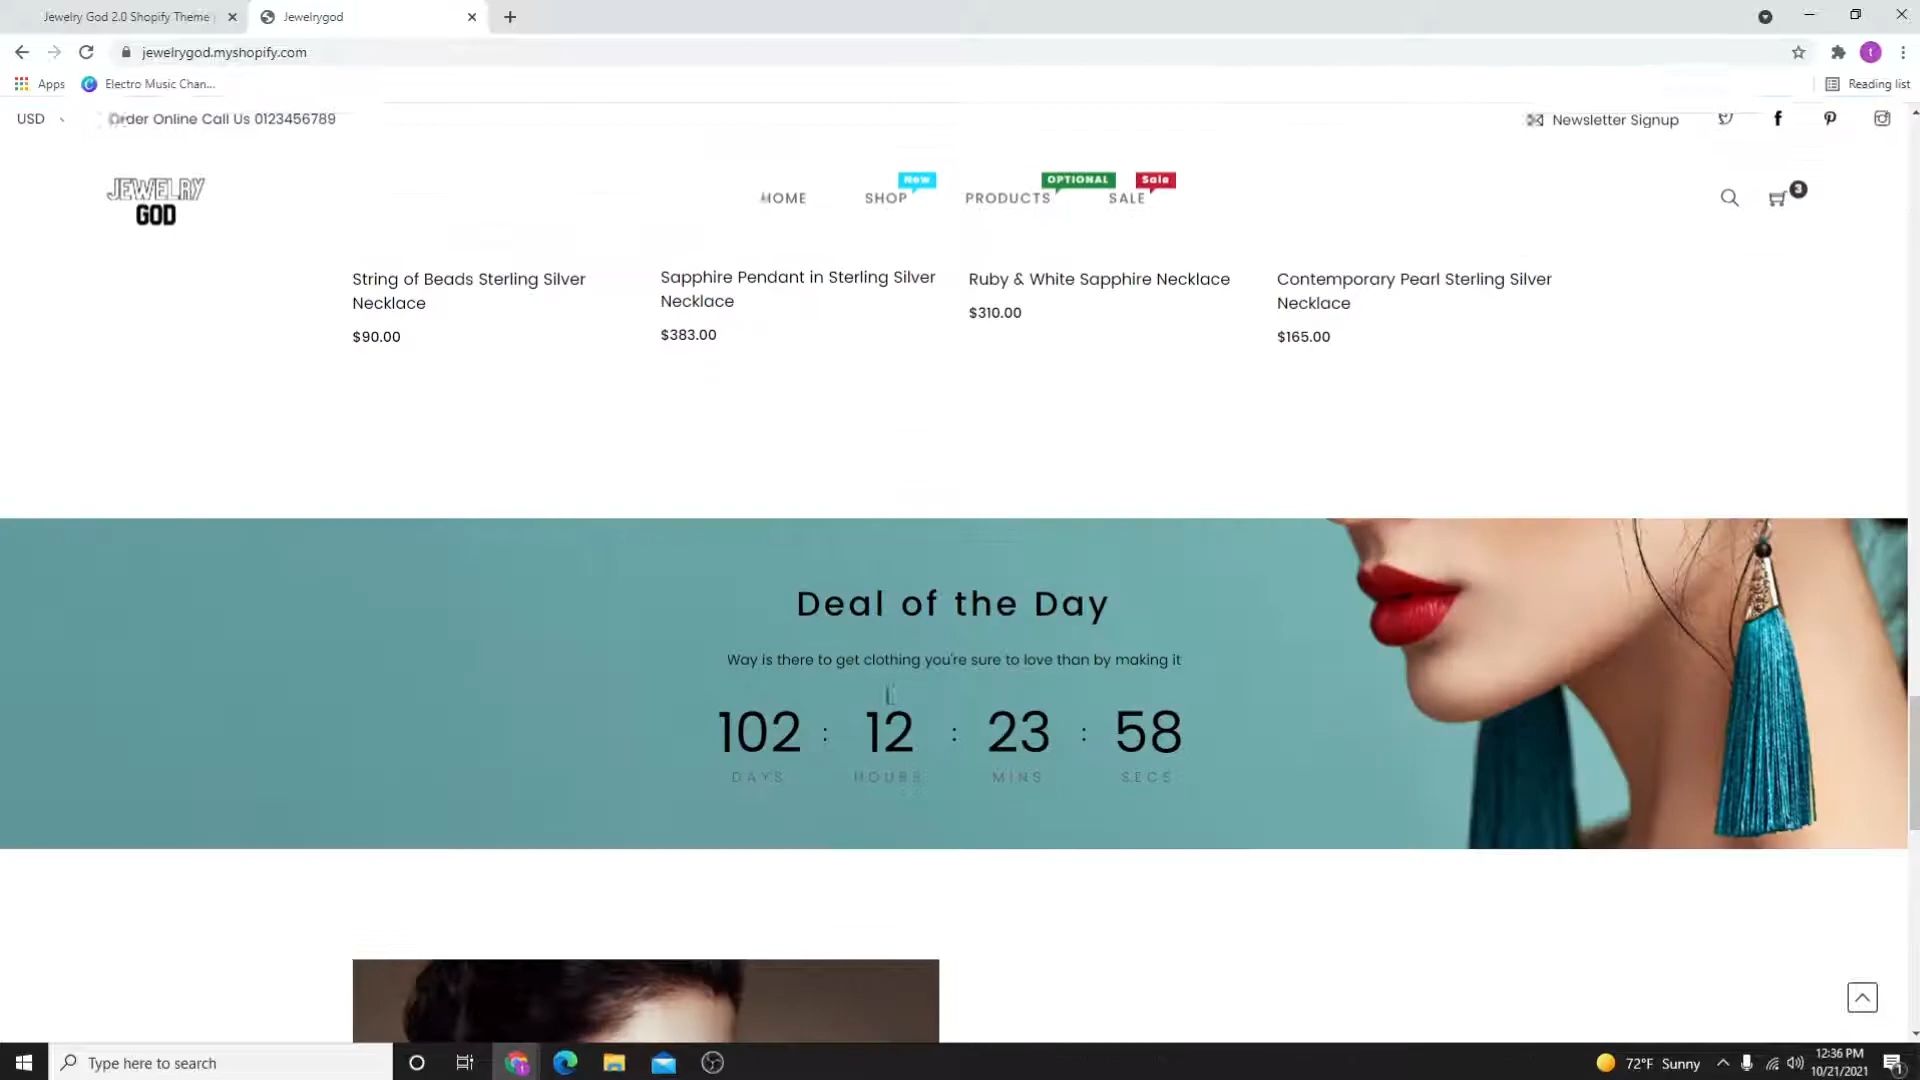 Jewelry God 2.0 Shopify Theme
Jewelrygod
jewelrygod.myshopify.com
Apps
Electro Music Chan...
Reading list
USD
Order Online Call Us 0123456789
Newsletter Signup
JEWELRY
GOD
New
OPTIONAL
Sale
HOME
SHOP
PRODUCTS
SALE
3
String of Beads Sterling Silver
Necklace
$90.00
Sapphire Pendant in Sterling Silver
Necklace
$383.00
Ruby & White Sapphire Necklace
$310.00
Contemporary Pearl Sterling Silver
Necklace
$165.00
Deal of the Day
Way is there to get clothing you're sure to love than by making it
102 : 12 : 23 : 58
DAYS HOURS MINS SECS
Type here to search
72°F Sunny
12:36 PM
10/21/2021
1